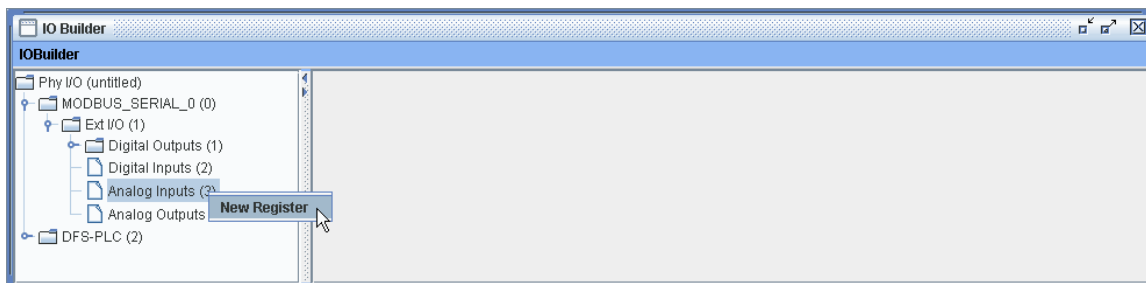 IO Builder
IOBuilder
Phy I/O (untitled)
MODBUS_SERIAL_0 (0)
Ext I/O (1)
Digital Outputs (1)
Digital Inputs (2)
Analog Inputs (3)
New Register
Analog Outputs
DFS-PLC (2)